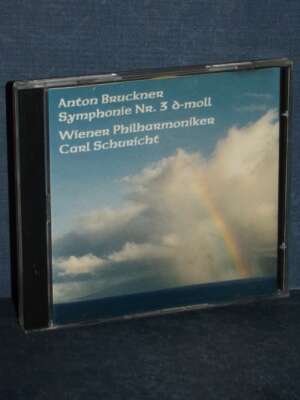 Anton Bruckner
Symphonie Nr. 3 d-moll
Wiener Philharmoniker
Carl Schuricht